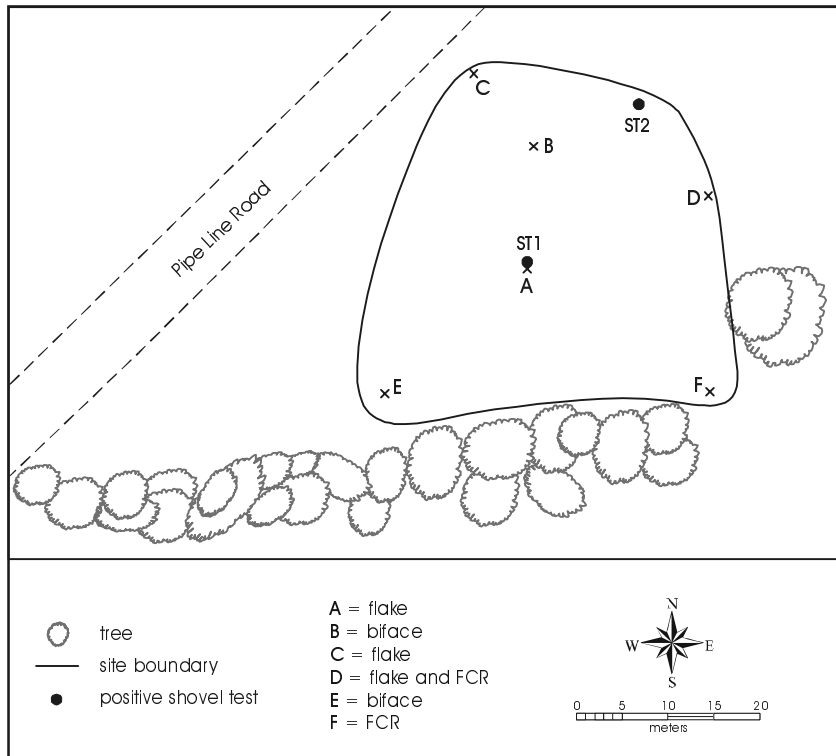 C
ST2
B
D
Pipe Line Road
ST1
A
E
F
tree
site boundary
positive shovel test
A = flake
B = biface
C = flake
D = flake and FCR
E = biface
F = FCR
N
W E
S
0 5 10 15 20
meters